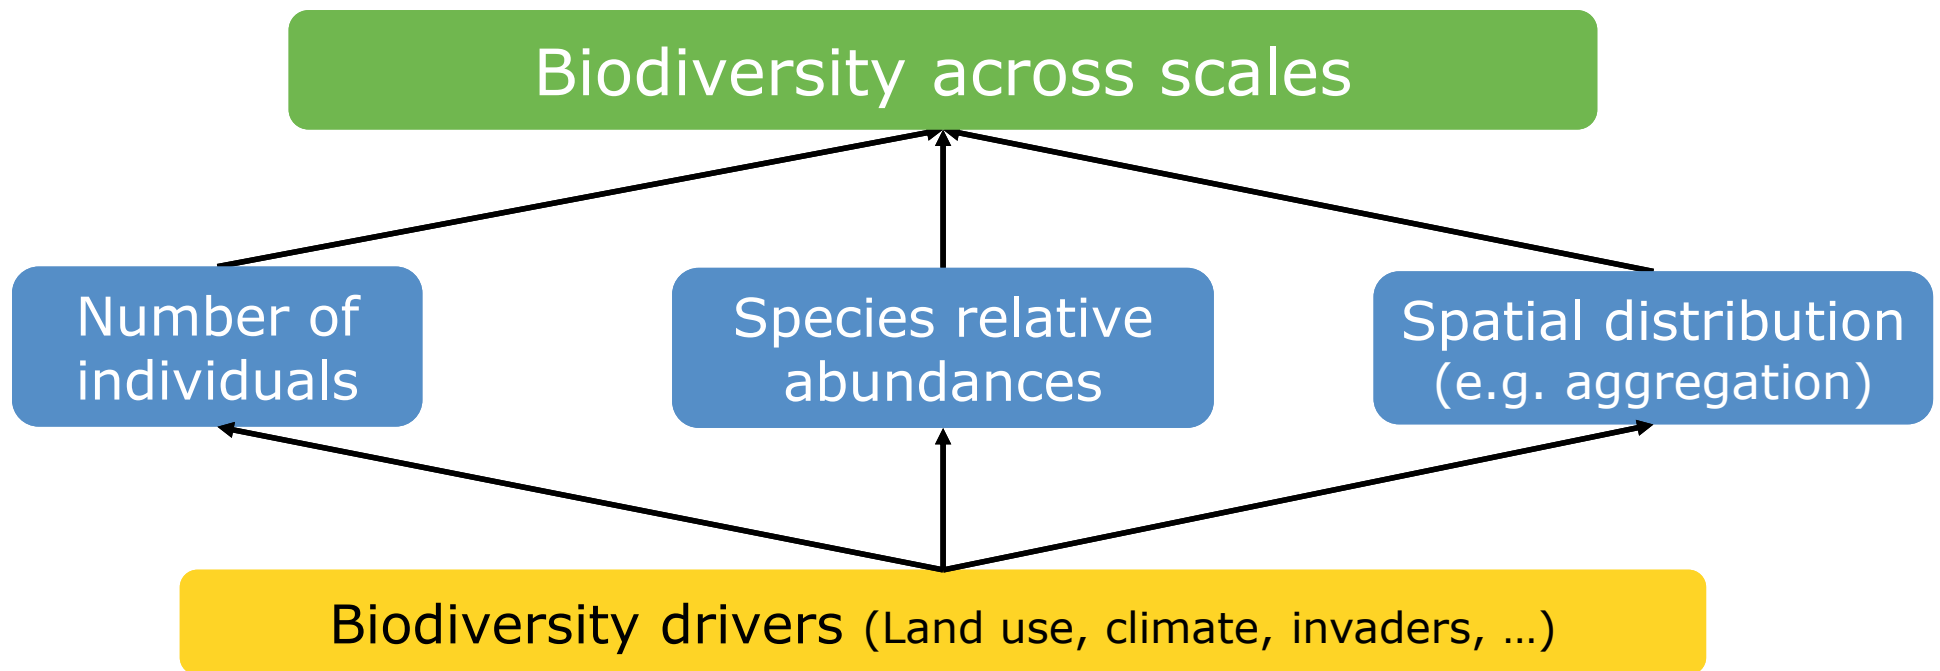 Biodiversity across scales
Number of
individuals
Species relative
abundances
Spatial distribution
(e.g. aggregation)
Biodiversity drivers (Land use, climate, invaders, …)